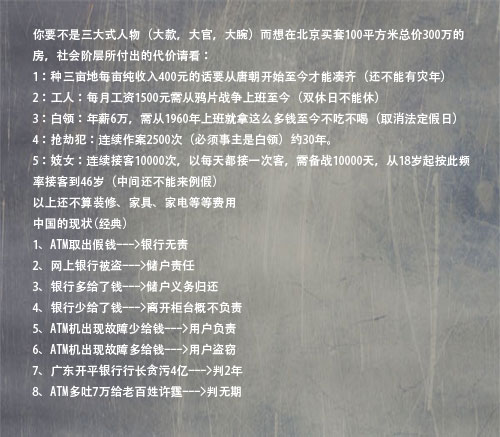 你要不是三大式人物（大款，大官，大腕）而想在北京买套100平方米总价300万的
房，社会阶层所付出的代价请看：
1：种三亩地每亩纯收入400元的话要从唐朝开始至今才能凑齐（还不能有灾年）
2：工人：每月工资1500元需从鸦片战争上班至今（双休日不能休）
3：白领：年薪6万，需从1960年上班就拿这么多钱至今不吃不喝（取消法定假日）
4：抢劫犯：连续作案2500次（必须事主是白领）约30年。
5：妓女：连续接客10000次，以每天都接一次客，需备战10000天，从18岁起按此频
率接客到46岁（中间还不能来例假）
以上还不算装修、家具、家电等等费用
中国的现状(经典)
1、ATM取出假钱--->银行无责
2、网上银行被盗--->储户责任
3、银行多给了钱--->储户义务归还
4、银行少给了钱--->离开柜台概不负责
5、ATM机出现故障少给钱--->用户负责
6、ATM机出现故障多给钱--->用户盗窃
7、广东开平银行行长贪污4亿--->判2年
8、ATM多吐7万给老百姓许霆--->判无期